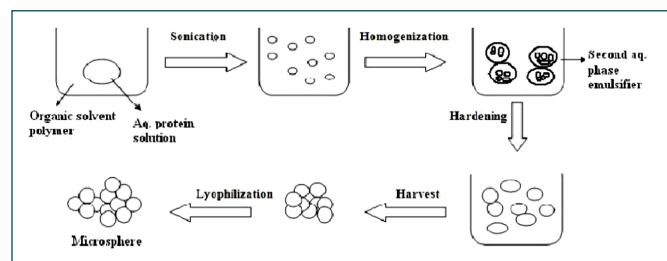 Sonication
Homogenization
Second aq.
phase
emulsifier
Organic solvent
polymer
Aq. protein
solution
Hardening
Lyophilization
Harvest
Microsphere